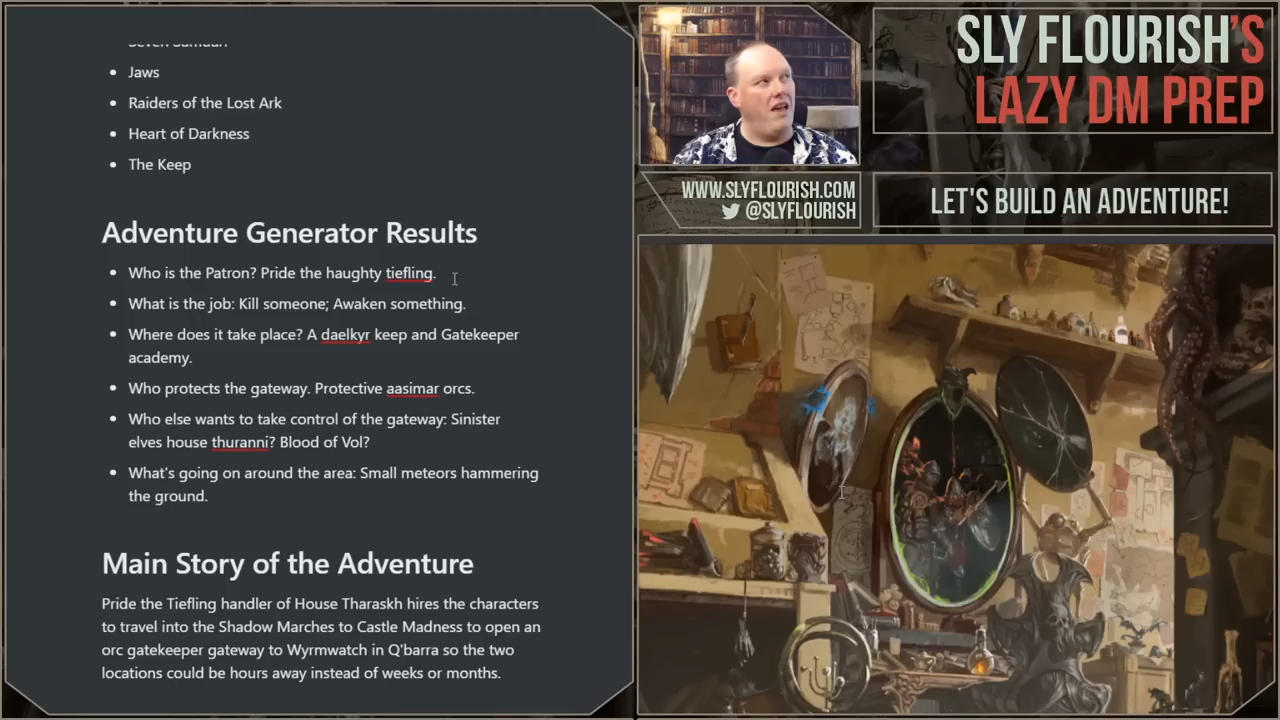 Seven Samurai
Jaws
Raiders of the Lost Ark
Heart of Darkness
The Keep
Adventure Generator Results
Who is the Patron? Pride the haughty tiefling.
What is the job: Kill someone; Awaken something.
Where does it take place? A daelkyr keep and Gatekeeper
academy.
Who protects the gateway. Protective aasimar orcs.
Who else wants to take control of the gateway: Sinister
elves house thuranni? Blood of Vol?
What's going on around the area: Small meteors hammering
the ground.
Main Story of the Adventure
Pride the Tiefling handler of House Tharaskh hires the characters
to travel into the Shadow Marches to Castle Madness to open an
orc gatekeeper gateway to Wyrmwatch in Q'barra so the two
locations could be hours away instead of weeks or months.
WWW.SLYFLOURISH.COM
@SLYFLOURISH
SLY FLOURISH'S
LAZY DM PREP
LET'S BUILD AN ADVENTURE!